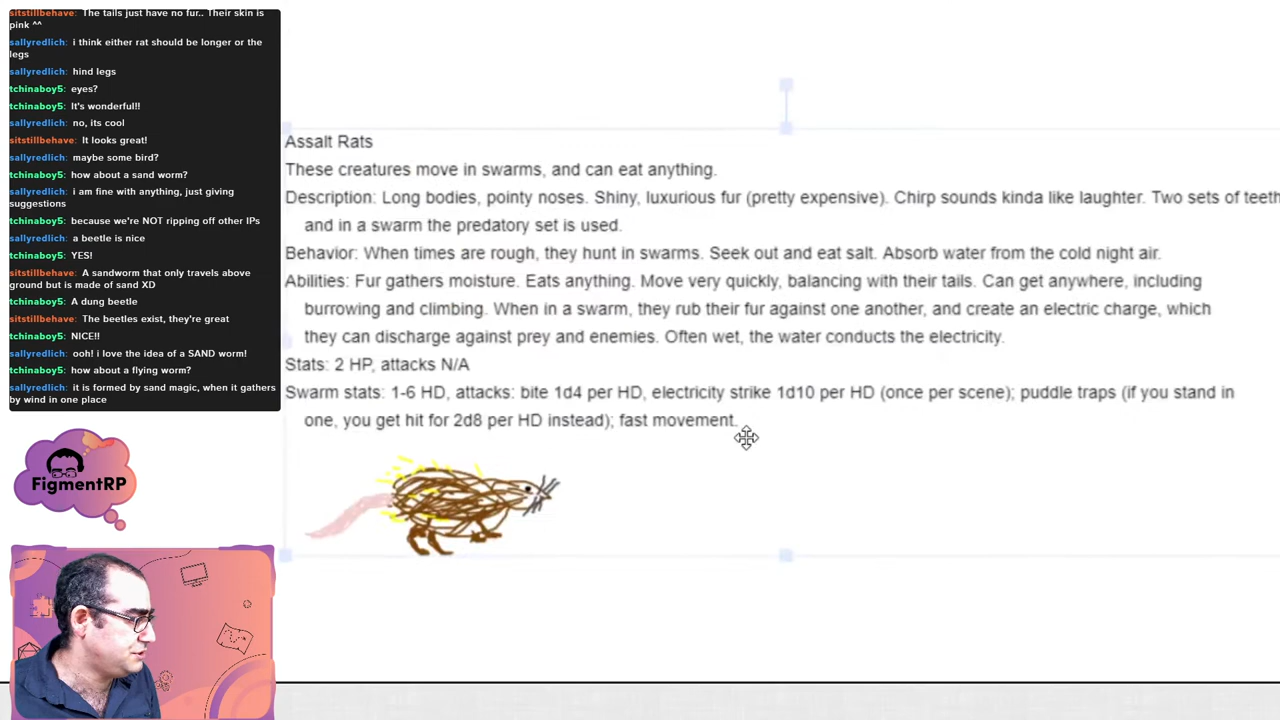 sitstillbehave: The tails just have no fur.. Their skin is
pink ^^
sallyredlich: i think either rat should be longer or the
legs
sallyredlich: hind legs
tchinaboy5: eyes?
tchinaboy5: It's wonderful!!
sallyredlich: no, its cool
sitstillbehave: It looks great!
sallyredlich: maybe some bird?
tchinaboy5: how about a sand worm?
sallyredlich: i am fine with anything, just giving
suggestions
tchinaboy5: because we're NOT ripping off other IPs
sallyredlich: a beetle is nice
tchinaboy5: YES!
sitstillbehave: A sandworm that only travels above
ground but is made of sand XD
tchinaboy5: A dung beetle
sitstillbehave: The beetles exist, they're great
tchinaboy5: NICE!!
sallyredlich: ooh! i love the idea of a SAND worm!
tchinaboy5: how about a flying worm?
sallyredlich: it is formed by sand magic, when it gathers
by wind in one place
FigmentRP
Assalt Rats
These creatures move in swarms, and can eat anything.
Description: Long bodies, pointy noses. Shiny, luxurious fur (pretty expensive). Chirp sounds kinda like laughter. Two sets of teeth
and in a swarm the predatory set is used.
Behavior: When times are rough, they hunt in swarms. Seek out and eat salt. Absorb water from the cold night air.
Abilities: Fur gathers moisture. Eats anything. Move very quickly, balancing with their tails. Can get anywhere, including
burrowing and climbing. When in a swarm, they rub their fur against one another, and create an electric charge, which
they can discharge against prey and enemies. Often wet, the water conducts the electricity.
Stats: 2 HP, attacks N/A
Swarm stats: 1-6 HD, attacks: bite 1d4 per HD, electricity strike 1d10 per HD (once per scene); puddle traps (if you stand in
one, you get hit for 2d8 per HD instead); fast movement.